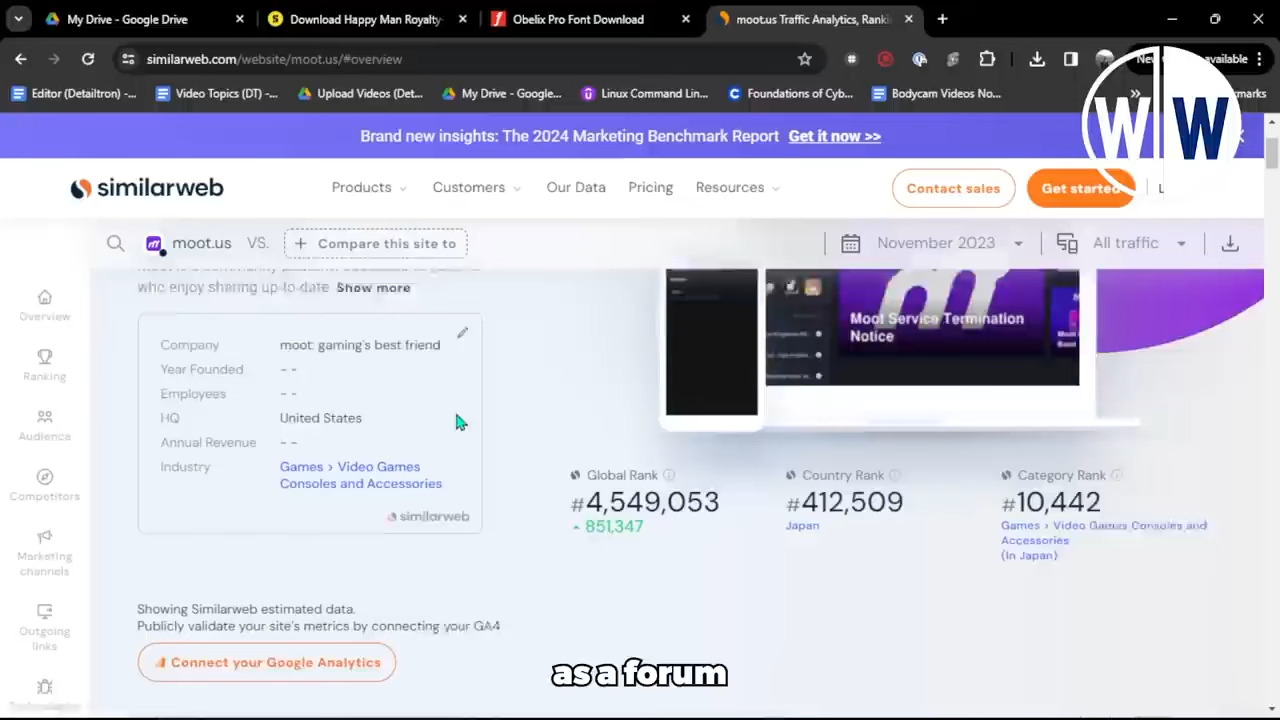 My Drive - Google Drive
Download Happy Man Royalty
Obelix Pro Font Download
moot.us Traffic Analytics, Ranki
similarweb.com/website/moot.us/#overview
New
available
Editor (Detailtron) -...
Video Topics (DT) -...
Upload Videos (Det...
My Drive - Google...
Linux Command Lin...
Foundations of Cyb...
Bodycam Videos No...
»
marks
WW
Brand new insights: The 2024 Marketing Benchmark Report Get it now >>
similarweb
Products
Customers
Our Data
Pricing
Resources
Contact sales
Get started
moot.us
VS.
+ Compare this site to
November 2023
All traffic
who enjoy sharing up-to-date Show more
Company moot: gaming's best friend
Year Founded - -
Employees - -
HQ United States
Annual Revenue - -
Industry Games › Video Games
Consoles and Accessories
similarweb
Moot Service Termination
Notice
Overview
Ranking
Audience
Competitors
Marketing
channels
Outgoing
links
Global Rank
#4,549,053
851,347
Country Rank
#412,509
Japan
Category Rank
#10,442
Games › Video Games Consoles and
Accessories
(In Japan)
Showing Similarweb estimated data.
Publicly validate your site's metrics by connecting your GA4
Connect your Google Analytics
as a forum